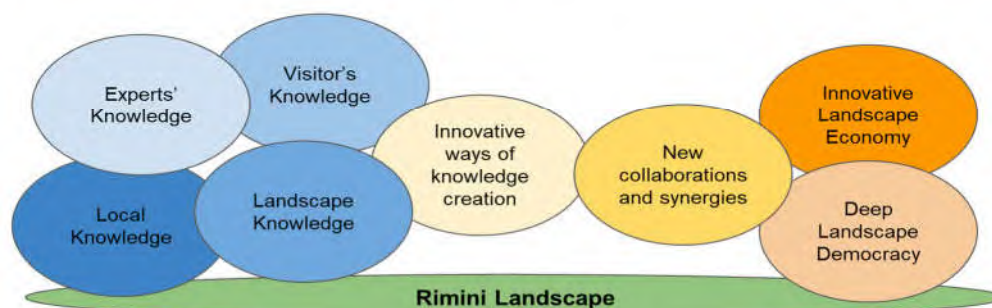 Experts'
Knowledge
Visitor's
Knowledge
Local
Knowledge
Landscape
Knowledge
Innovative
ways of
knowledge
creation
New
collaborations
and synergies
Innovative
Landscape
Economy
Deep
Landscape
Democracy
Rimini Landscape